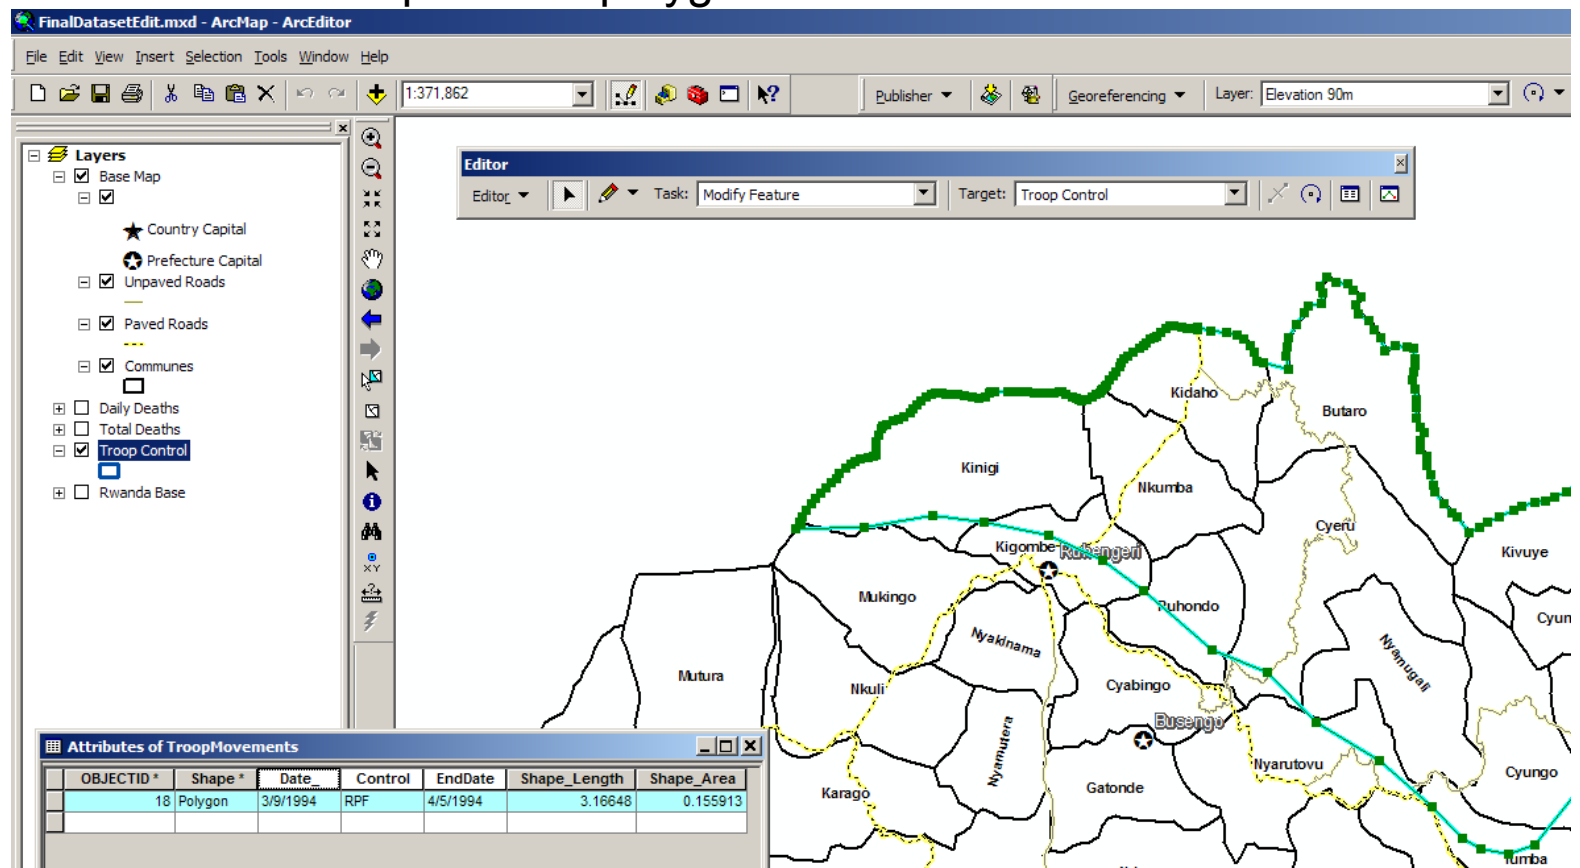 FinalDatasetEdit.mxd - ArcMap - ArcEditor
File Edit View Insert Selection Tools Window Help
1:371,862
Publisher
Georeferencing
Layer: Elevation 90m
Layers
Base Map
Country Capital
Prefecture Capital
Unpaved Roads
Paved Roads
Communes
Daily Deaths
Total Deaths
Troop Control
Rwanda Base
XY
Editor
Editor Task: Modify Feature Target: Troop Control
Kidaho
Butaro
Kinigi
Nkumba
Cyeru
Kivuye
Kigombe
Ruhengeri
Mukingo
Ruhondo
Cyun
Nyakinama
Nyamugali
Mutura
Nkuli
Cyabingo
Busengo
Nyamutera
Nyarutovu
Cyungo
Karago
Gatonde
Tumba
Attributes of TroopMovements
OBJECTID * Shape * Date_ Control EndDate Shape_Length Shape_Area
18 Polygon 3/9/1994 RPF 4/5/1994 3.16648 0.155913